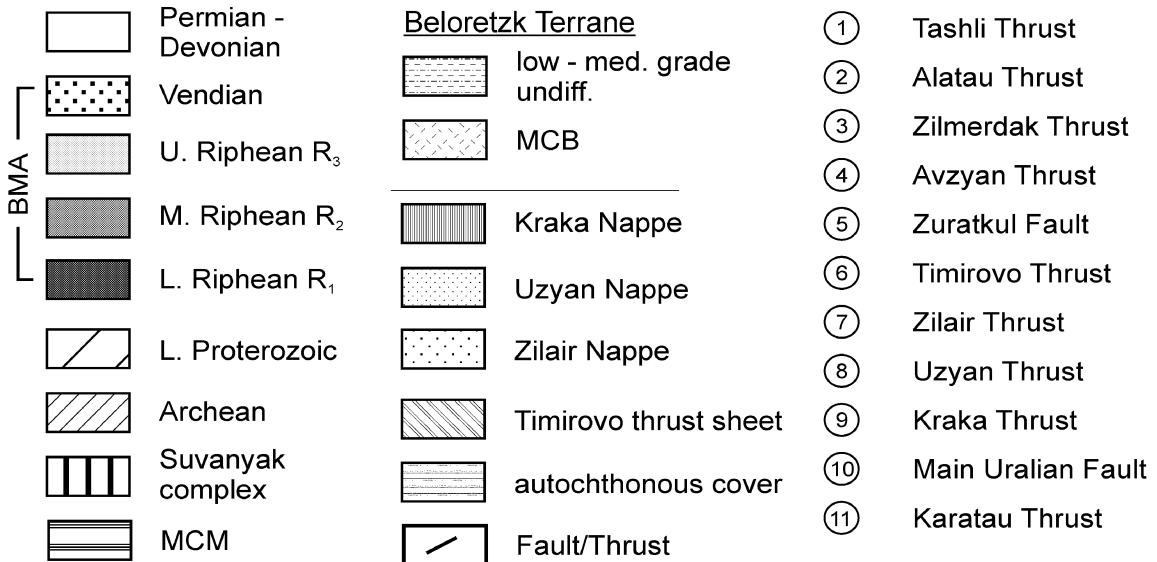 Permian -
Devonian
BMA
Vendian
U. Riphean R₃
M. Riphean R₂
L. Riphean R₁
L. Proterozoic
Archean
Suvanyak
complex
MCM
Beloretzk Terrane
low - med. grade
undiff.
MCB
Kraka Nappe
Uzyan Nappe
Zilair Nappe
Timirovo thrust sheet
autochthonous cover
Fault/Thrust
1 Tashli Thrust
2 Alatau Thrust
3 Zilmerdak Thrust
4 Avzyan Thrust
5 Zuratkul Fault
6 Timirovo Thrust
7 Zilair Thrust
8 Uzyan Thrust
9 Kraka Thrust
10 Main Uralian Fault
11 Karatau Thrust